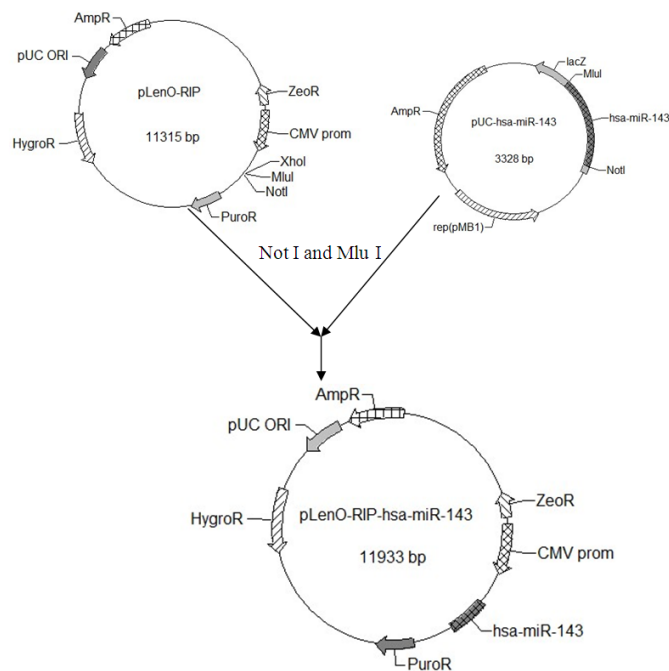 AmpR
pUC ORI
pLenO-RIP
11315 bp
ZeoR
CMV prom
XhoI
MluI
NotI
PuroR
HygroR
lacZ
MluI
hsa-miR-143
AmpR
pUC-hsa-miR-143
3328 bp
NotI
rep(pMB1)
Not I and Mlu I
AmpR
pUC ORI
ZeoR
HygroR
pLenO-RIP-hsa-miR-143
11933 bp
CMV prom
hsa-miR-143
PuroR